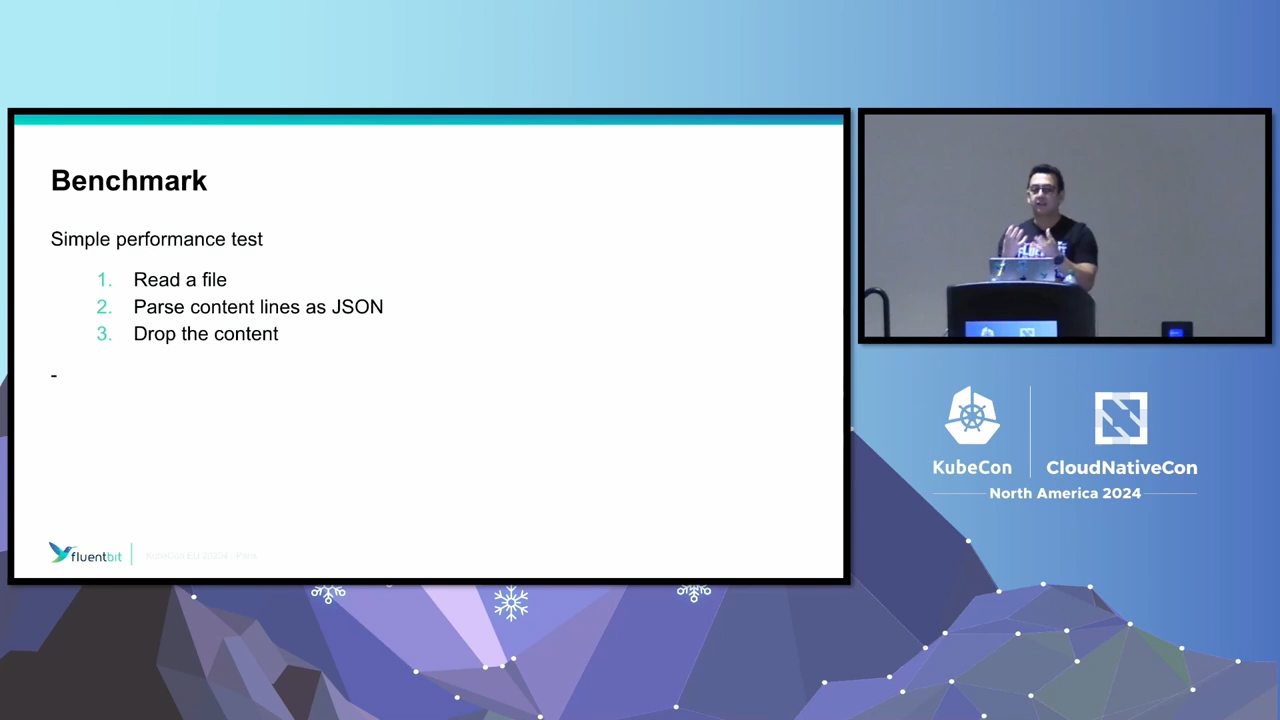 Benchmark
Simple performance test
1. Read a file
2. Parse content lines as JSON
3. Drop the content
-
fluentbit
KubeCon
CloudNativeCon
North America 2024